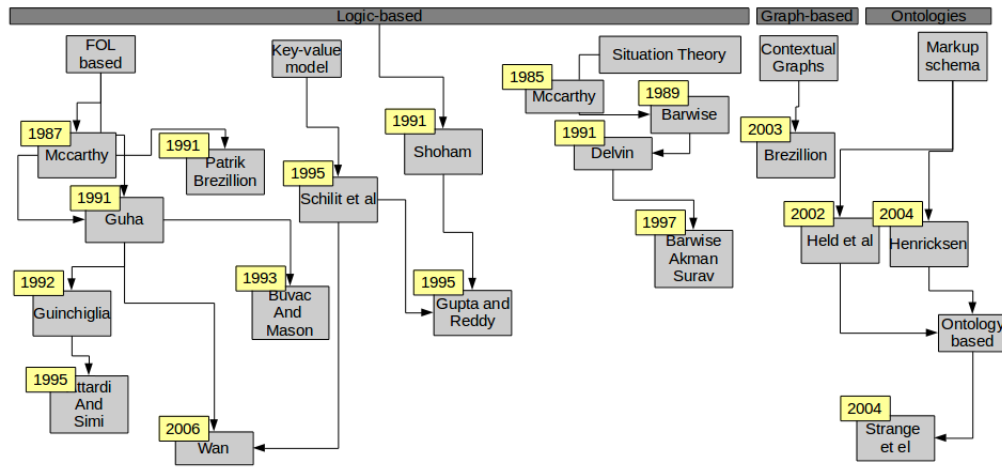 Logic-based
Graph-based
Ontologies
FOL
based
Key-value
model
Situation Theory
Contextual
Graphs
Markup
schema
1985
Mccarthy
1989
Barwise
1987
Mccarthy
1991
Patrik
Brezillion
1991
Shoham
1991
Delvin
2003
Brezillion
1991
Guha
1995
Schilit et al
1997
Barwise
Akman
Surav
2002
Held et al
2004
Henricksen
1992
Guinchiglia
1993
Buvac
And
Mason
1995
Gupta and
Reddy
Ontology
based
1995
ttardi
And
Simi
2006
Wan
2004
Strange
et el